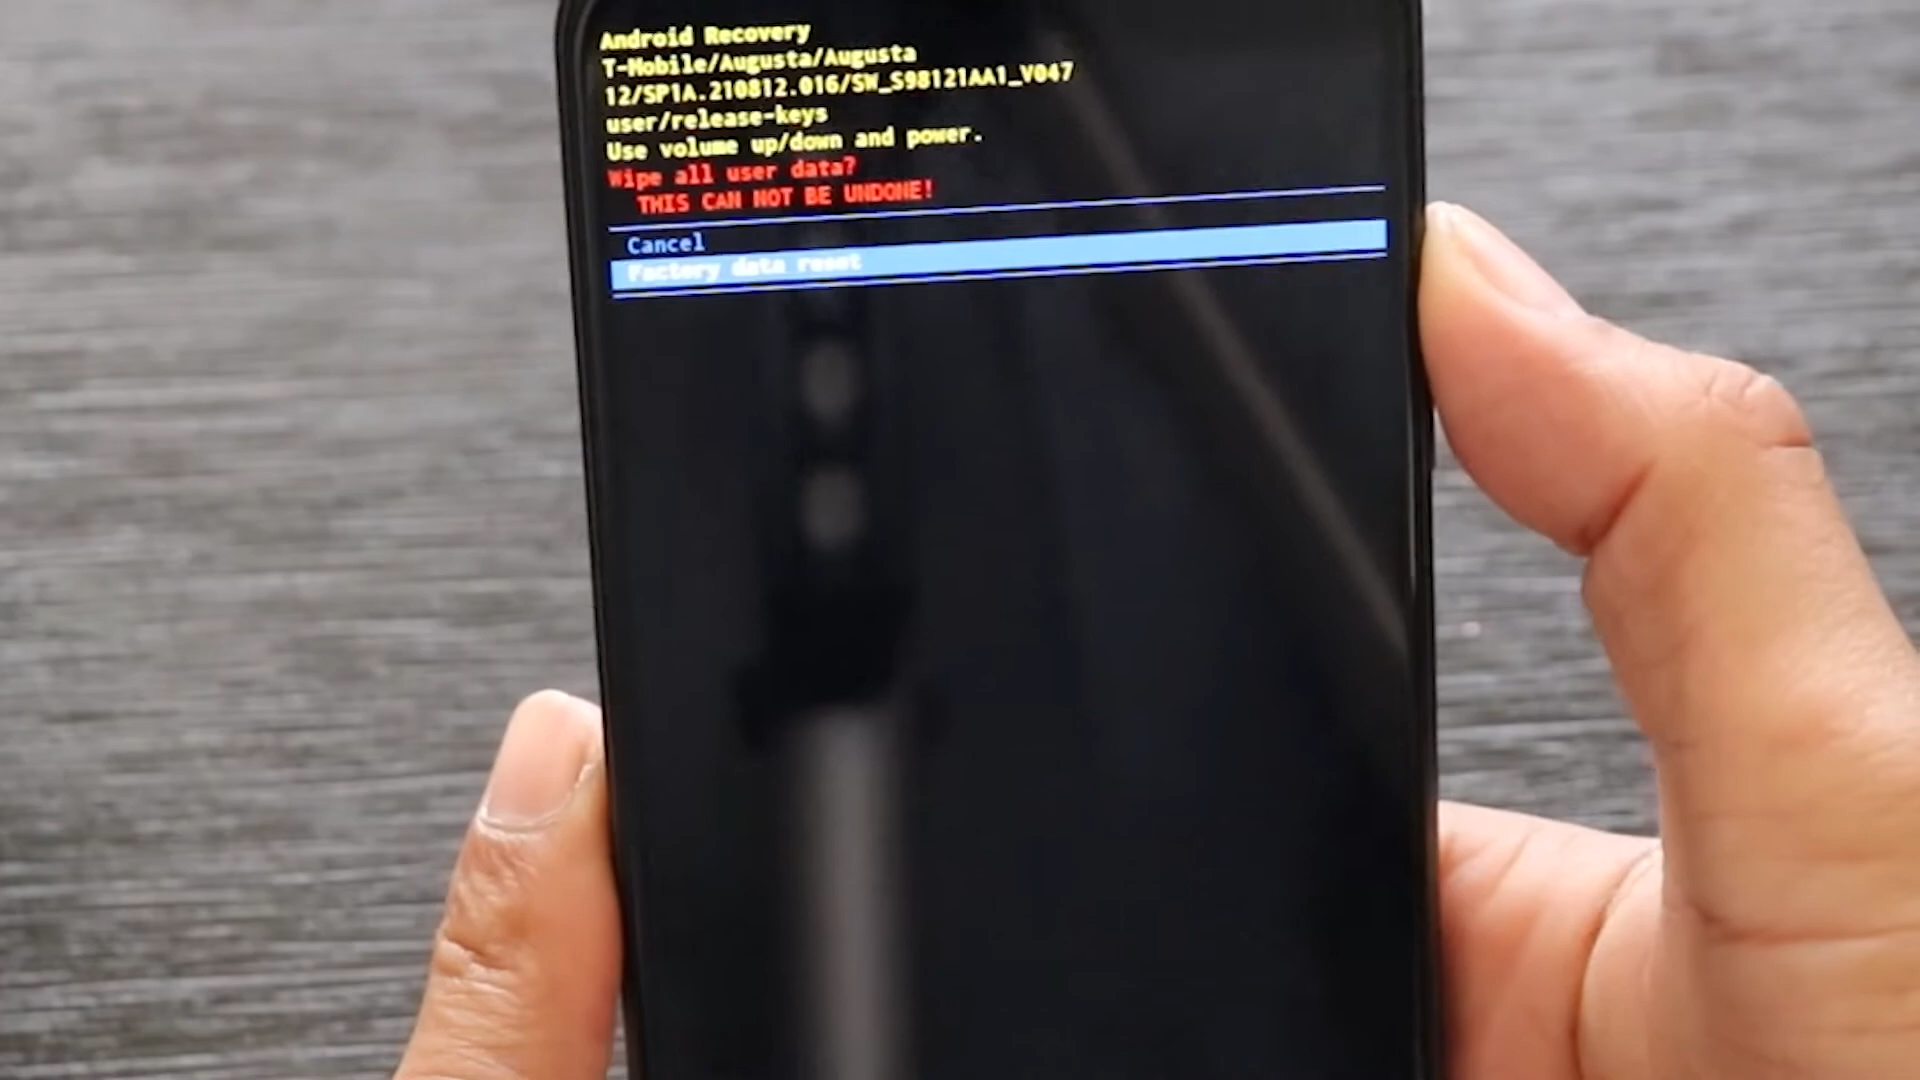 Android Recovery
T-Mobile/Augusta/Augusta
12/SP1A.210812.016/SW_S98121AA1_V047
user/release-keys
Use volume up/down and power.
Wipe all user data?
THIS CAN NOT BE UNDONE!
Cancel
Factory data reset